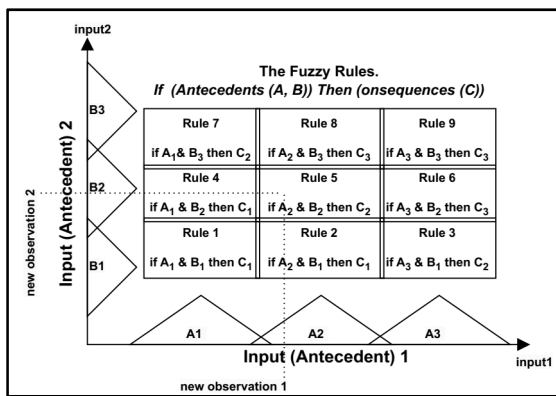 input2
The Fuzzy Rules.
If (Antecedents (A, B)) Then (onsequences (C))
B3
B2
B1
Input (Antecedent) 2
new observation 2
Rule 7
if A₁& B₃ then C₂
Rule 8
if A₂ & B₃ then C₃
Rule 9
if A₃ & B₃ then C₃
Rule 4
if A₁ & B₂ then C₁
Rule 5
if A₂ & B₂ then C₂
Rule 6
if A₃ & B₂ then C₃
Rule 1
if A₁ & B₁ then C₁
Rule 2
if A₂ & B₁ then C₁
Rule 3
if A₃ & B₁ then C₂
A1
A2
A3
Input (Antecedent) 1
input1
new observation 1